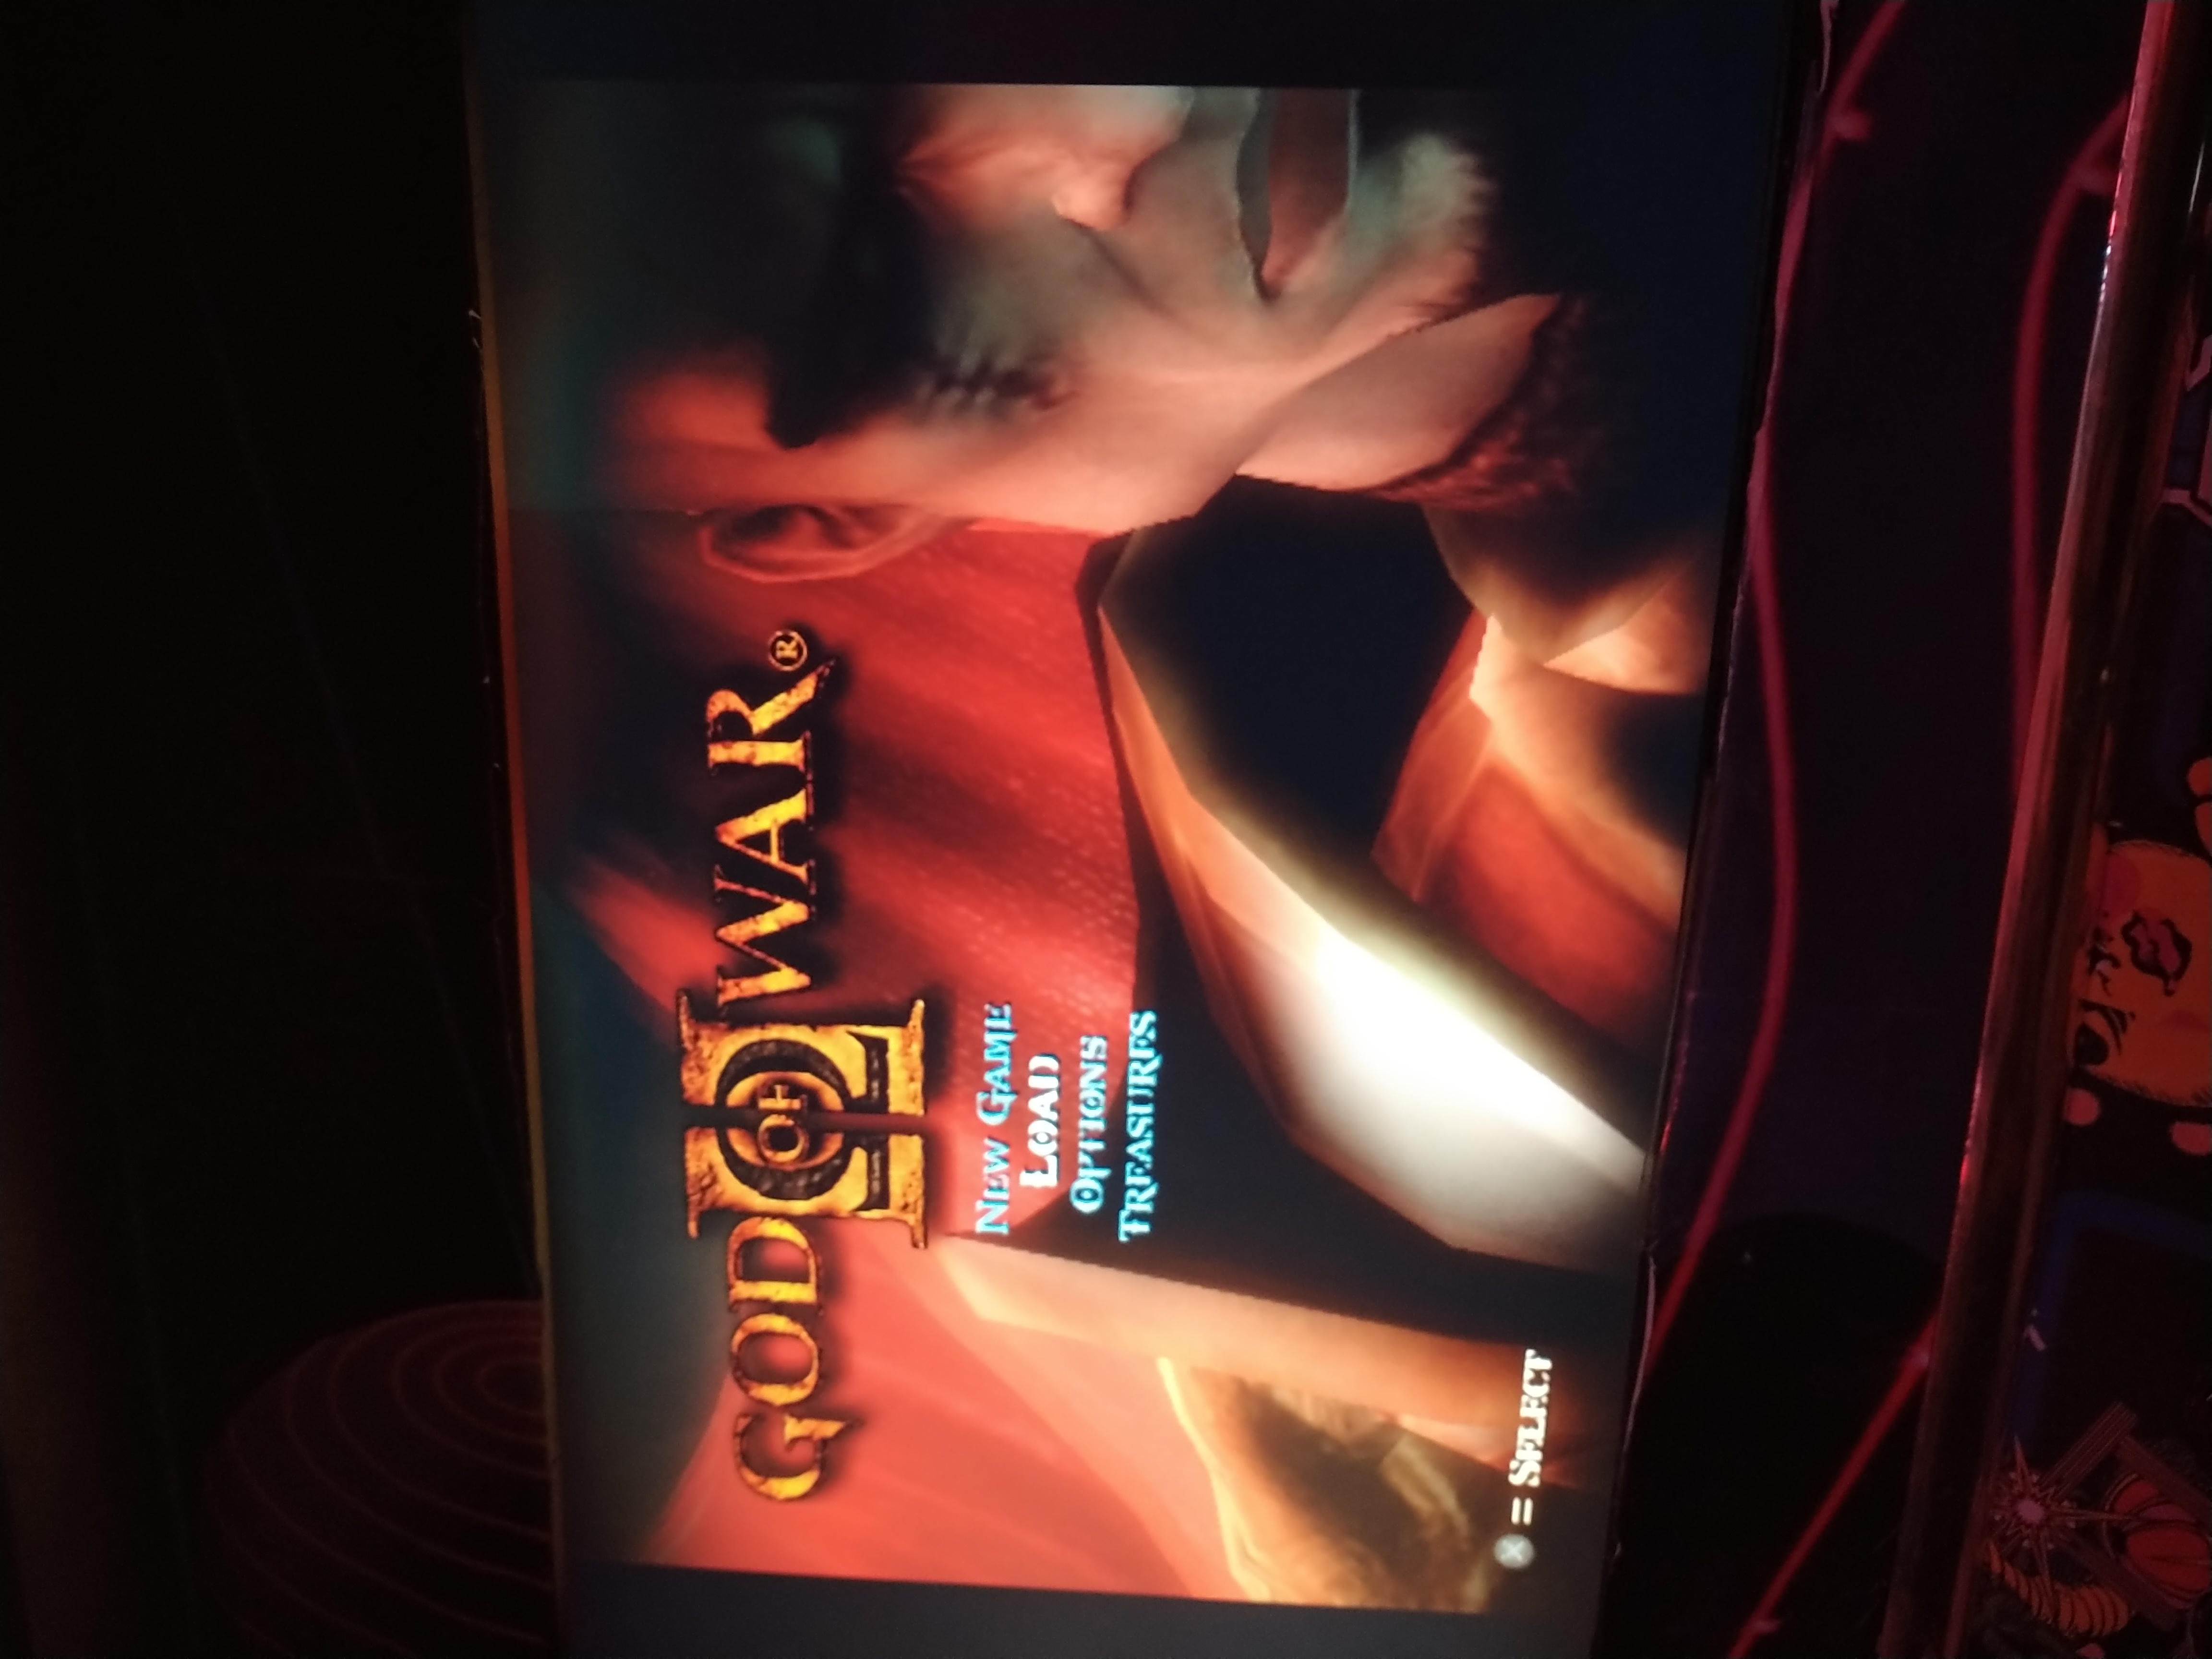 GOD OF WAR®
II
NEW GAME
LOAD
OPTIONS
TREASURES
ⓧ = SELECT